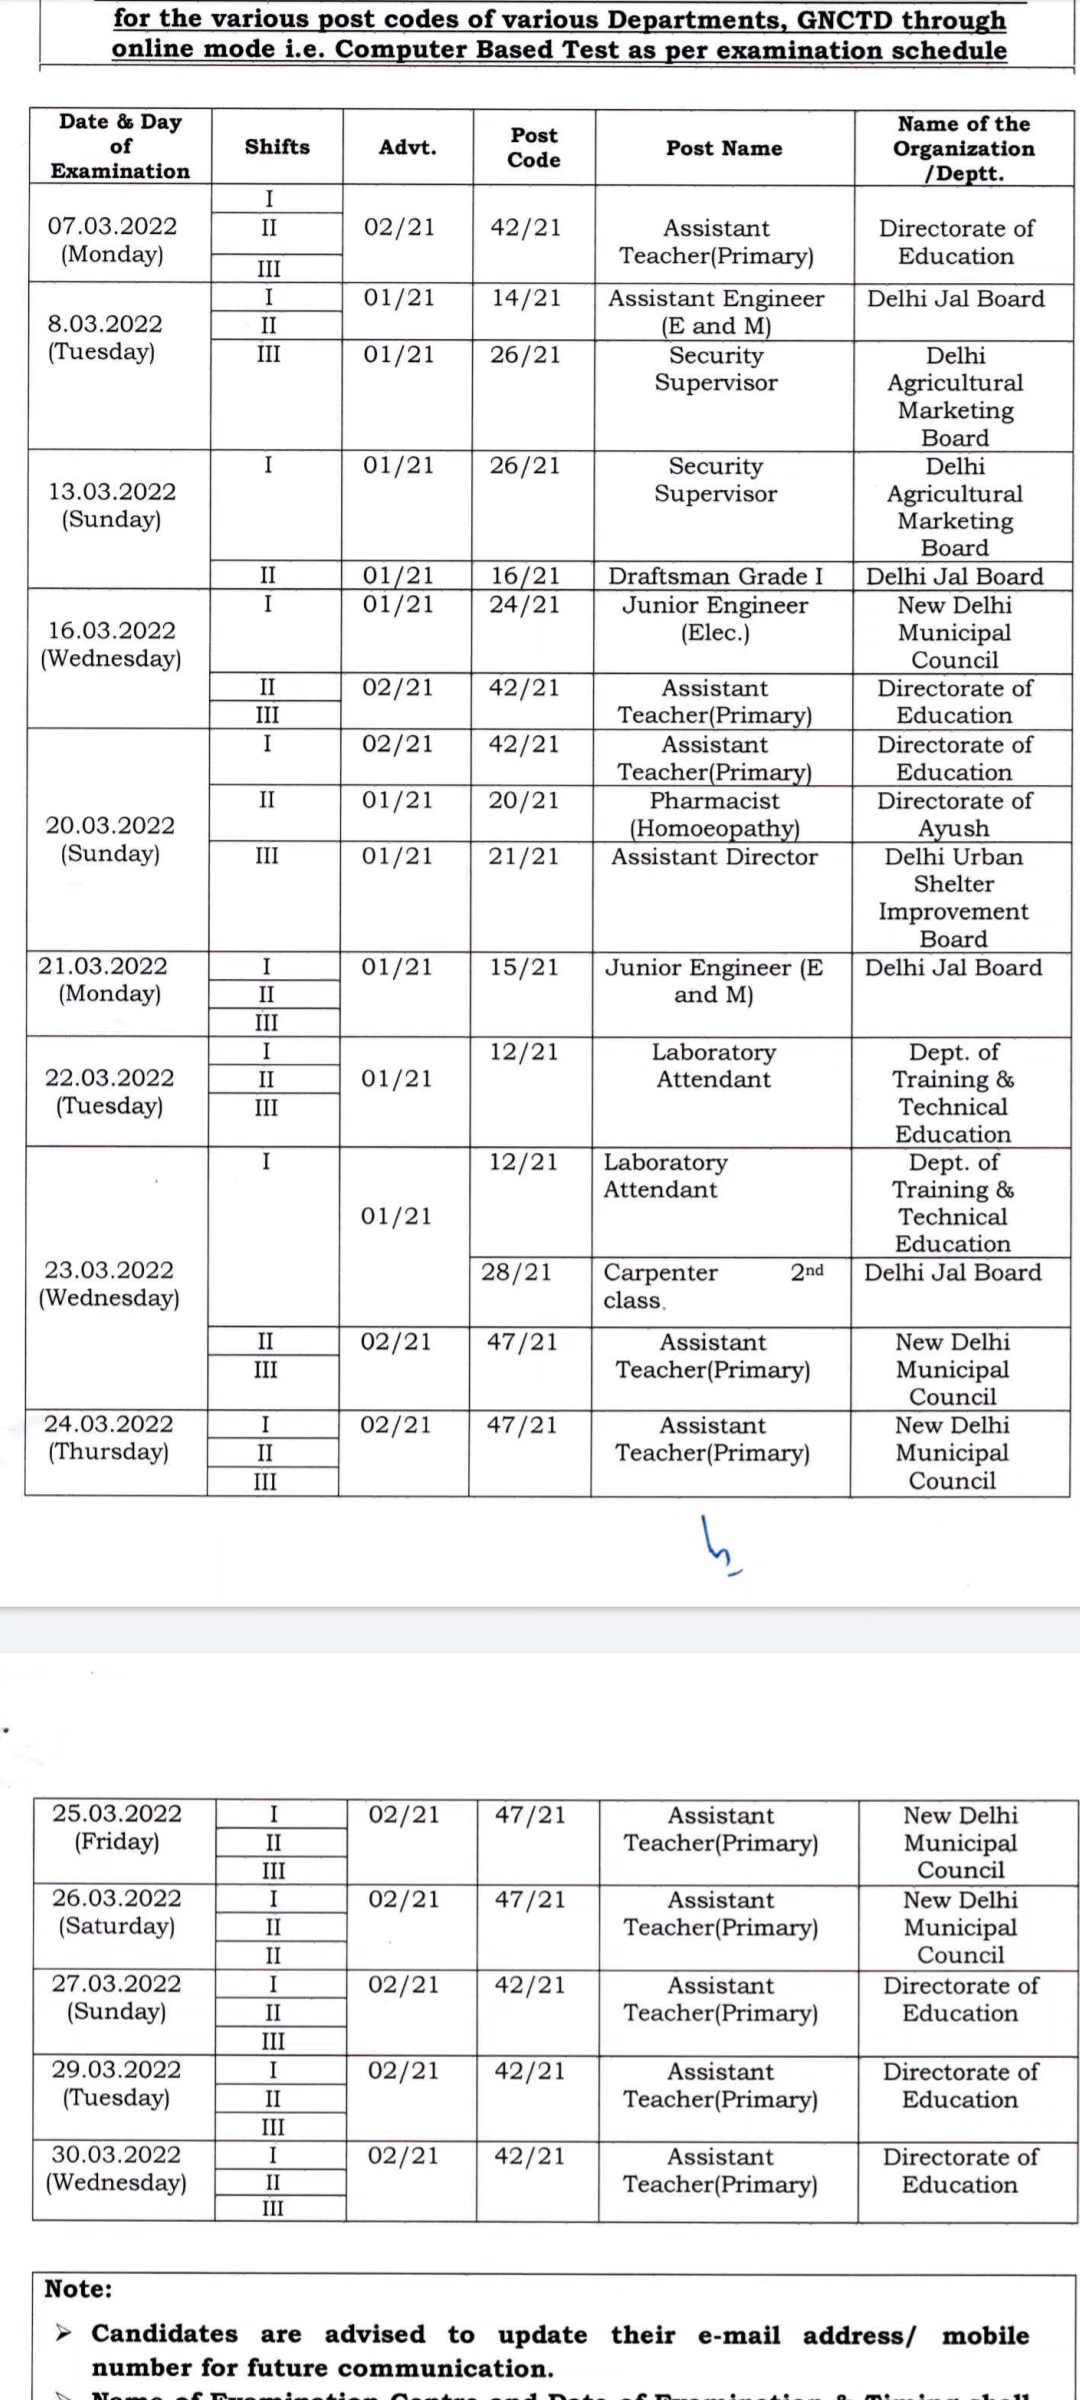 for the various post codes of various Departments, GNCTD through
online mode i.e. Computer Based Test as per examination schedule
Date & Day of Examination Shifts Advt. Post Code Post Name Name of the Organization /Deptt.
07.03.2022 (Monday) I II III 02/21 42/21 Assistant Teacher(Primary) Directorate of Education
8.03.2022 (Tuesday) I II 01/21 14/21 Assistant Engineer (E and M) Delhi Jal Board
III 01/21 26/21 Security Supervisor Delhi Agricultural Marketing Board
13.03.2022 (Sunday) I 01/21 26/21 Security Supervisor Delhi Agricultural Marketing Board
II 01/21 16/21 Draftsman Grade I Delhi Jal Board
16.03.2022 (Wednesday) I 01/21 24/21 Junior Engineer (Elec.) New Delhi Municipal Council
II III 02/21 42/21 Assistant Teacher(Primary) Directorate of Education
20.03.2022 (Sunday) I 02/21 42/21 Assistant Teacher(Primary) Directorate of Education
II 01/21 20/21 Pharmacist (Homoeopathy) Directorate of Ayush
III 01/21 21/21 Assistant Director Delhi Urban Shelter Improvement Board
21.03.2022 (Monday) I II III 01/21 15/21 Junior Engineer (E and M) Delhi Jal Board
22.03.2022 (Tuesday) I II III 01/21 12/21 Laboratory Attendant Dept. of Training & Technical Education
23.03.2022 (Wednesday) I 01/21 12/21 Laboratory Attendant Dept. of Training & Technical Education
28/21 Carpenter 2nd class. Delhi Jal Board
II III 02/21 47/21 Assistant Teacher(Primary) New Delhi Municipal Council
24.03.2022 (Thursday) I II III 02/21 47/21 Assistant Teacher(Primary) New Delhi Municipal Council
25.03.2022 (Friday) I II III 02/21 47/21 Assistant Teacher(Primary) New Delhi Municipal Council
26.03.2022 (Saturday) I II II 02/21 47/21 Assistant Teacher(Primary) New Delhi Municipal Council
27.03.2022 (Sunday) I II III 02/21 42/21 Assistant Teacher(Primary) Directorate of Education
29.03.2022 (Tuesday) I II III 02/21 42/21 Assistant Teacher(Primary) Directorate of Education
30.03.2022 (Wednesday) I II III 02/21 42/21 Assistant Teacher(Primary) Directorate of Education
Note:
➢ Candidates are advised to update their e-mail address/ mobile
number for future communication.
Name of Examination Centre and Date of Examination & Timing shall